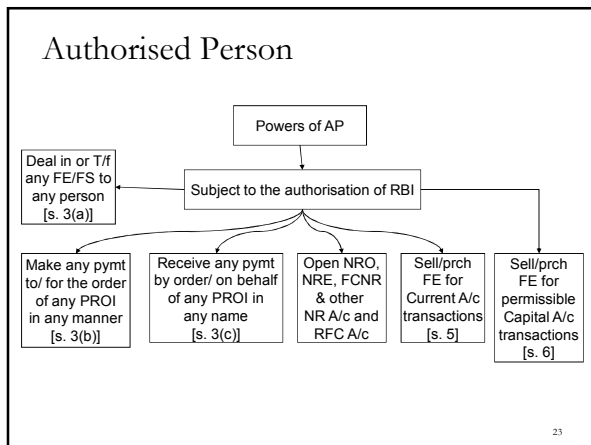 Authorised Person
Powers of AP
Deal in or T/f
any FE/FS to
any person
[s. 3(a)]
Subject to the authorisation of RBI
Make any pymt
to/ for the order
of any PROI
in any manner
[s. 3(b)]
Receive any pymt
by order/ on behalf
of any PROI in
any name
[s. 3(c)]
Open NRO,
NRE, FCNR
& other
NR A/c and
RFC A/c
Sell/prch
FE for
Current A/c
transactions
[s. 5]
Sell/prch
FE for
permissible
Capital A/c
transactions
[s. 6]
23